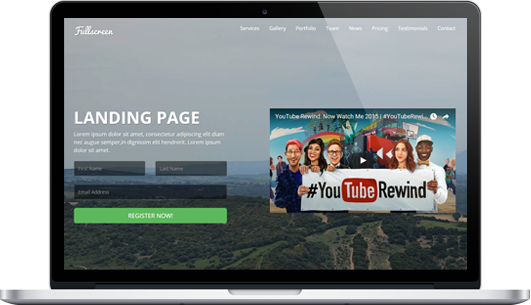 Fullscreen
Services Gallery Portfolio Team News Pricing Testimonials Contact
LANDING PAGE
Lorem ipsum dolor sit amet, consectetur adipiscing elit diam
nec augue semper,in dignissim elit hendrerit. Lorem ipsum
dolor sit amet.
First Name Last Name
Email Address
REGISTER NOW!
YouTube Rewind: Now Watch Me 2015 | #YouTubeRewi...
#YouTubeRewind